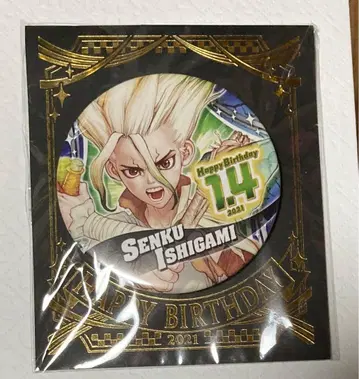 Happy Birthday
1.4
2021
SENKU
ISHIGAMI
HAPPY BIRTHDAY
2021